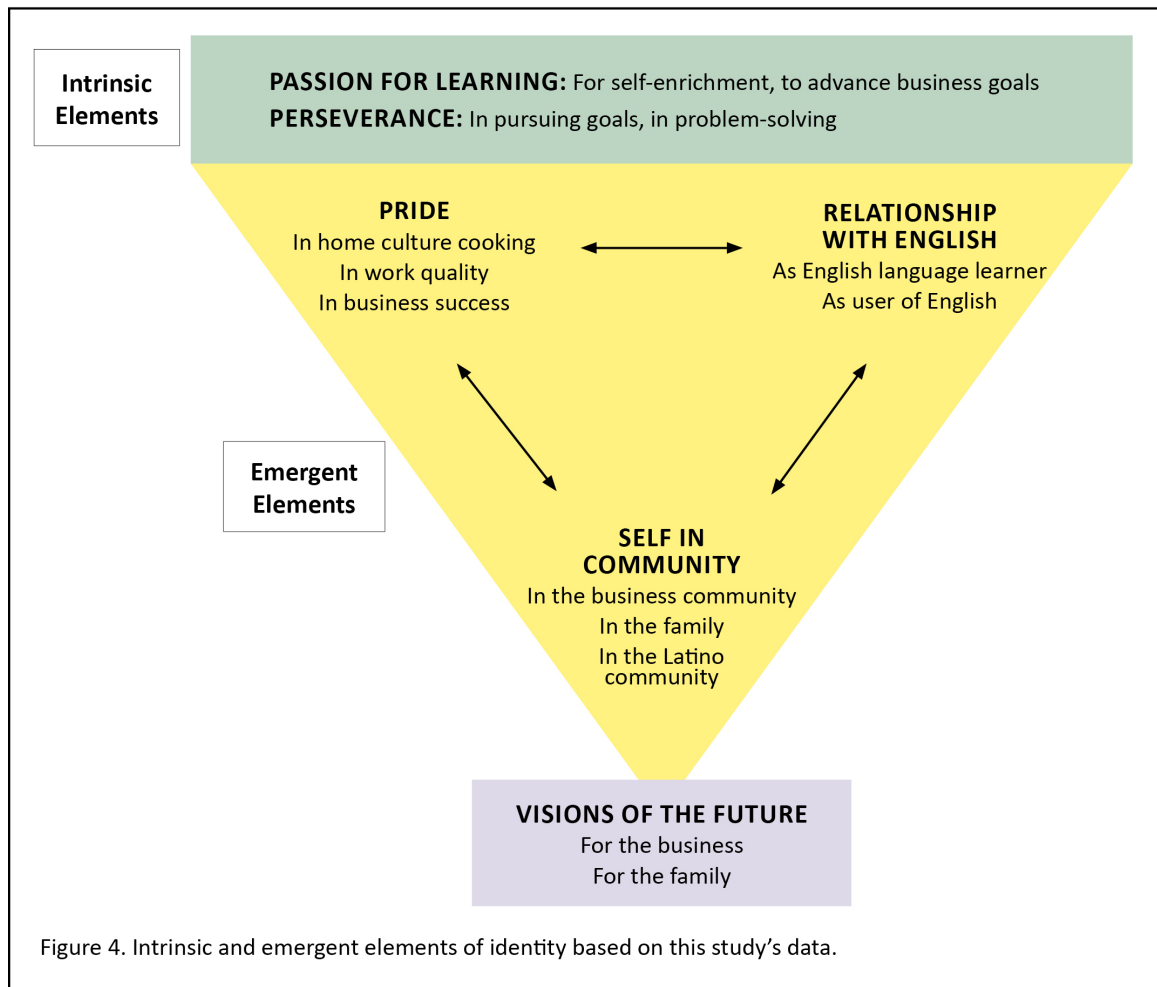 Intrinsic
Elements
PASSION FOR LEARNING: For self-enrichment, to advance business goals
PERSEVERANCE: In pursuing goals, in problem-solving
PRIDE
In home culture cooking
In work quality
In business success
RELATIONSHIP
WITH ENGLISH
As English language learner
As user of English
Emergent
Elements
SELF IN
COMMUNITY
In the business community
In the family
In the Latino
community
VISIONS OF THE FUTURE
For the business
For the family
Figure 4. Intrinsic and emergent elements of identity based on this study’s data.